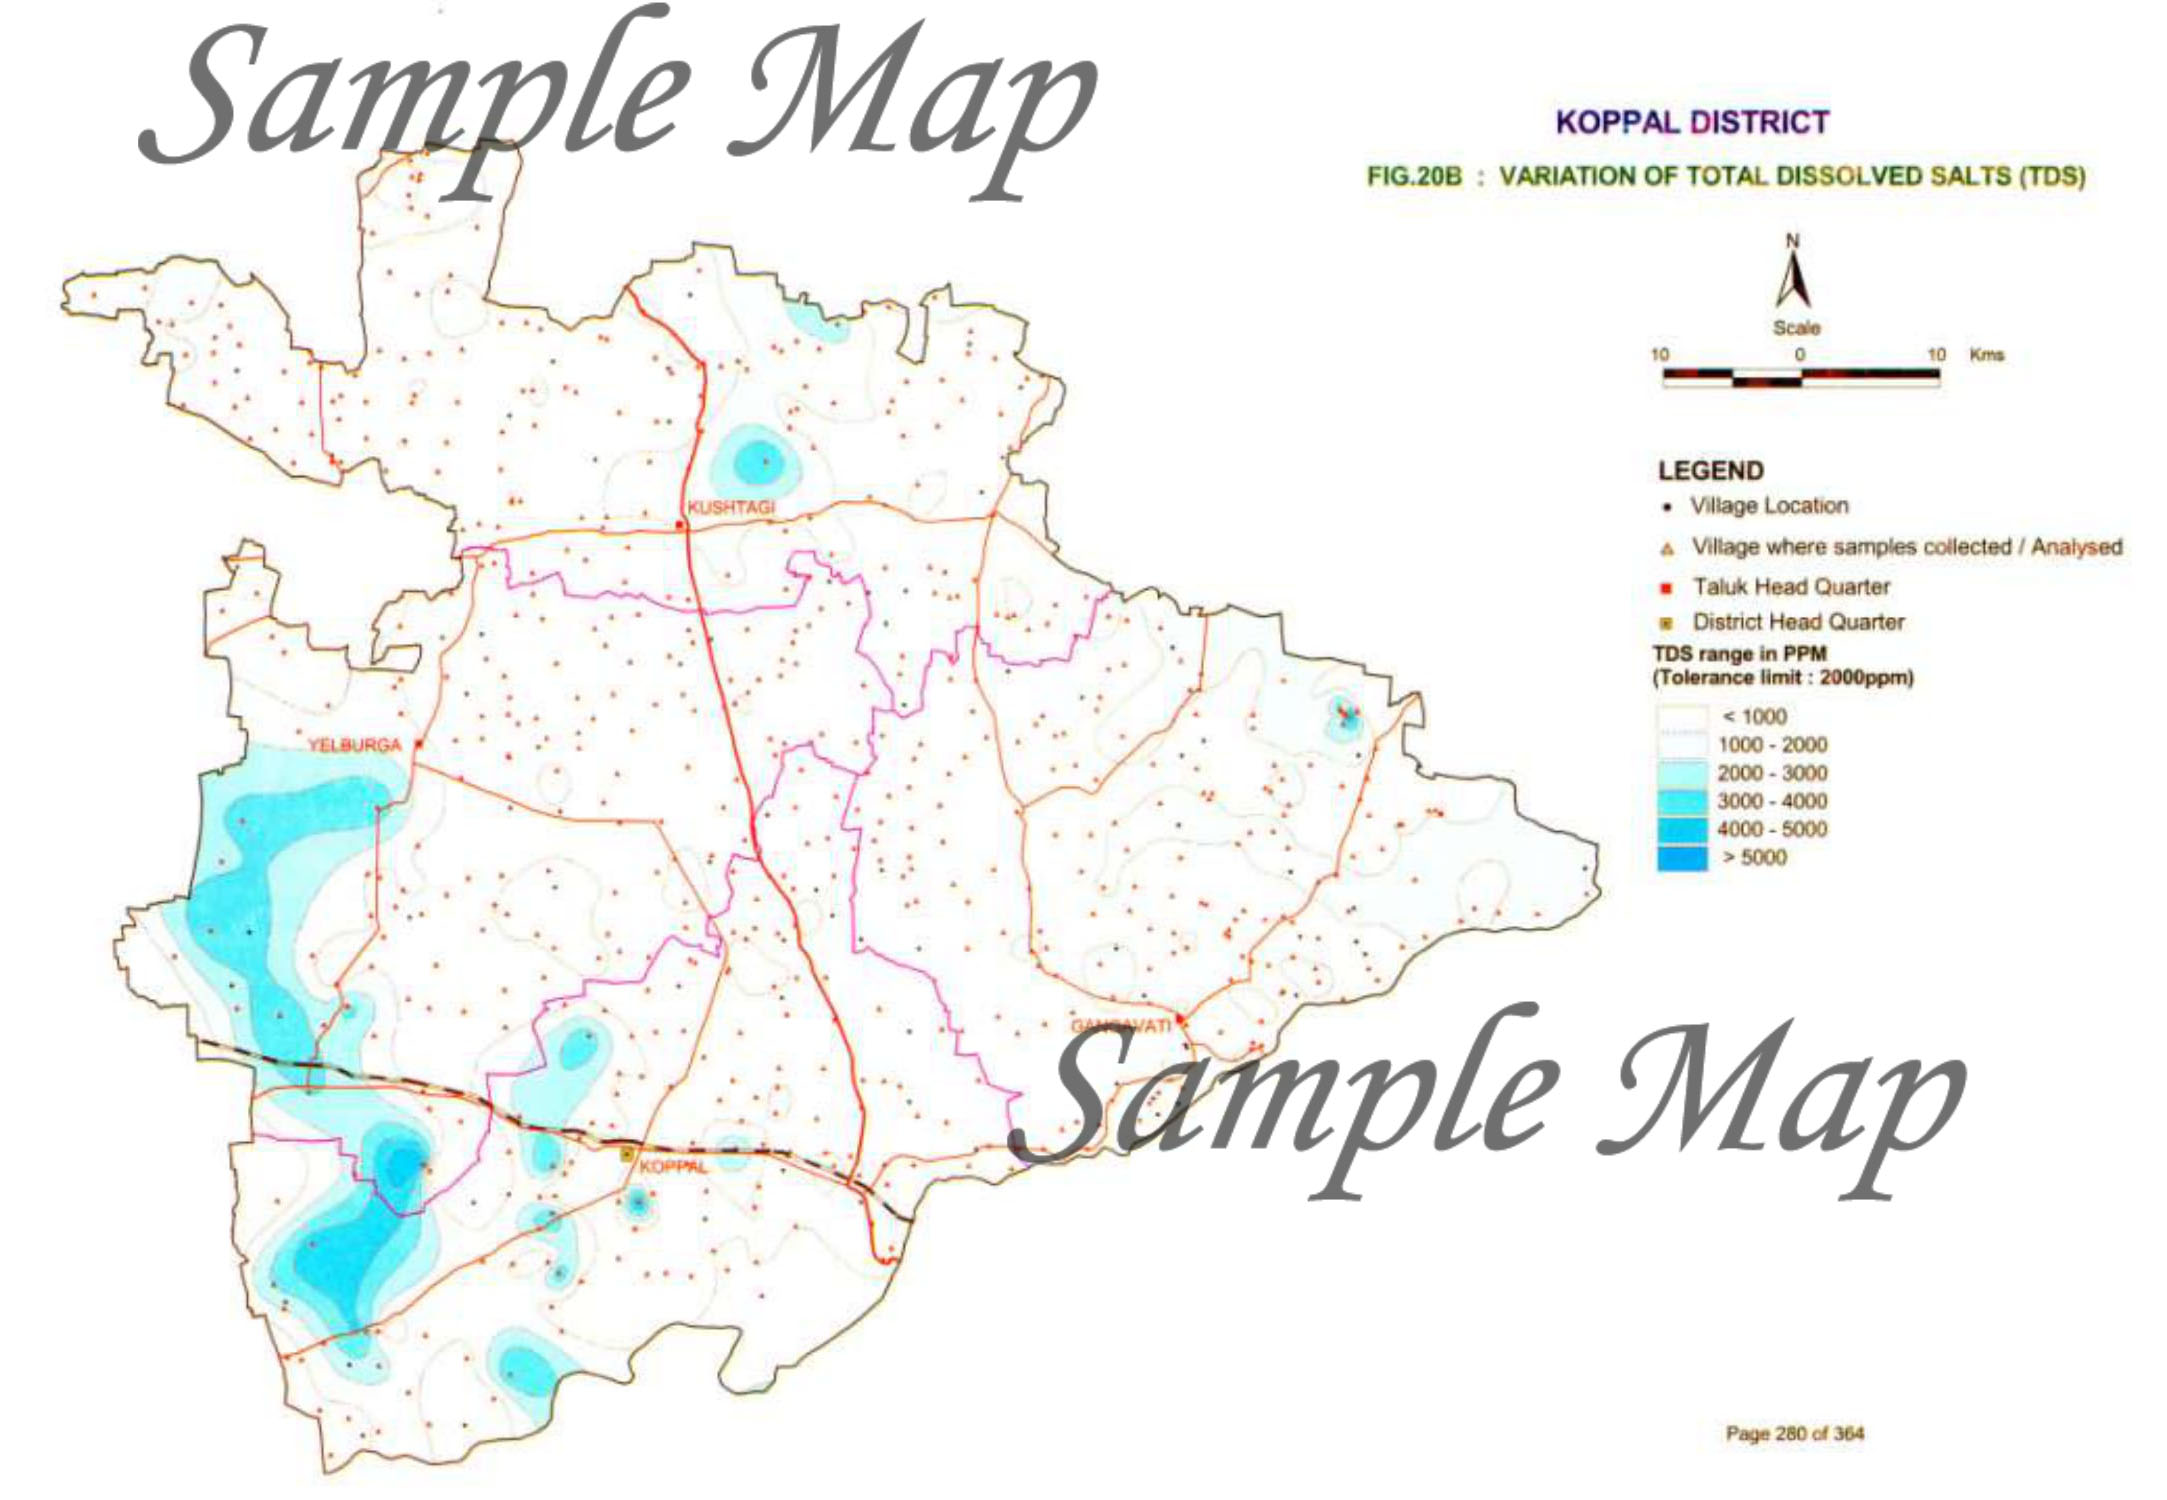 Sample Map
KOPPAL DISTRICT
FIG.20B : VARIATION OF TOTAL DISSOLVED SALTS (TDS)
N
Scale
10 0 10 Kms
LEGEND
Village Location
Village where samples collected / Analysed
Taluk Head Quarter
District Head Quarter
TDS range in PPM
(Tolerance limit : 2000ppm)
< 1000
1000 - 2000
2000 - 3000
3000 - 4000
4000 - 5000
> 5000
KUSHTAGI
YELBURGA
GANGAVATI
Sample Map
KOPPAL
Page 280 of 364